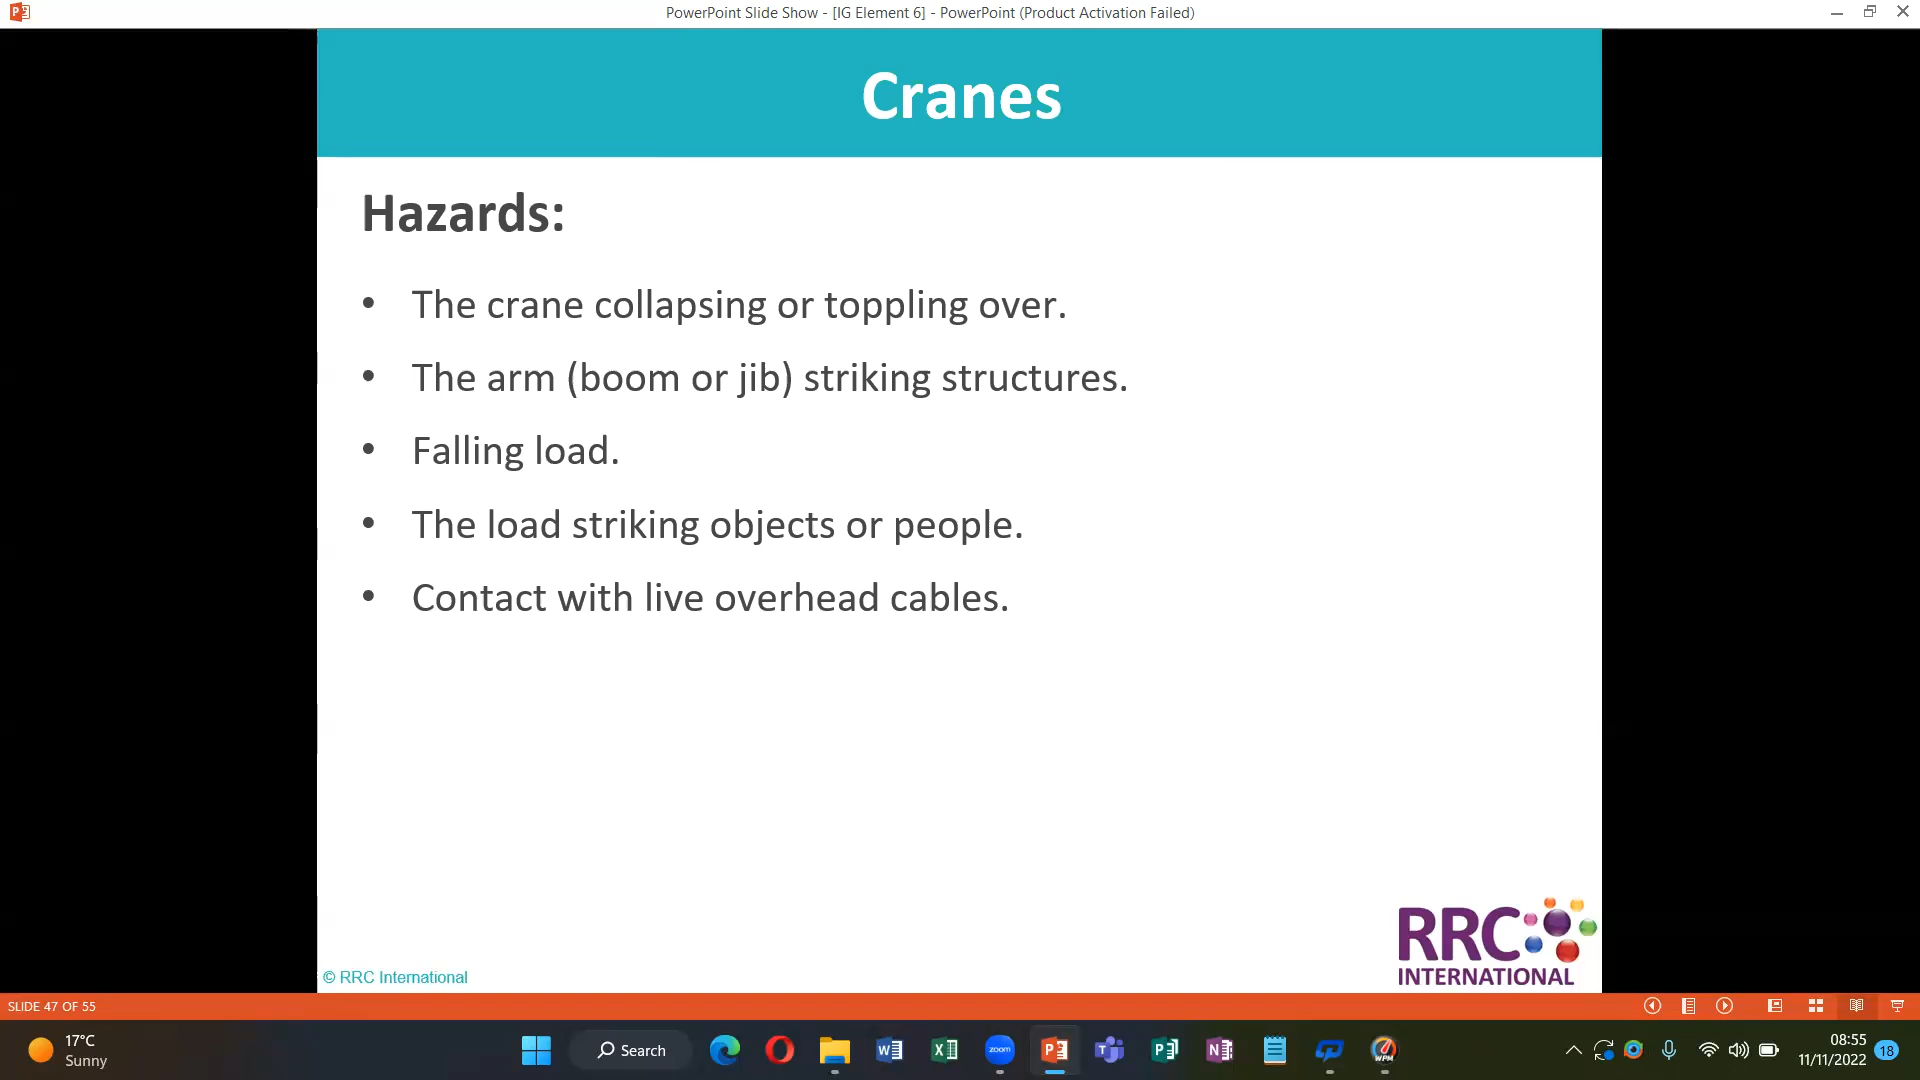 PowerPoint Slide Show - [IG Element 6] - PowerPoint (Product Activation Failed)
Cranes
Hazards:
• The crane collapsing or toppling over.
• The arm (boom or jib) striking structures.
• Falling load.
• The load striking objects or people.
• Contact with live overhead cables.
RRC
INTERNATIONAL
© RRC International
SLIDE 47 OF 55
17°C
Sunny
Search
zoom
WPM
08:55
11/11/2022
18